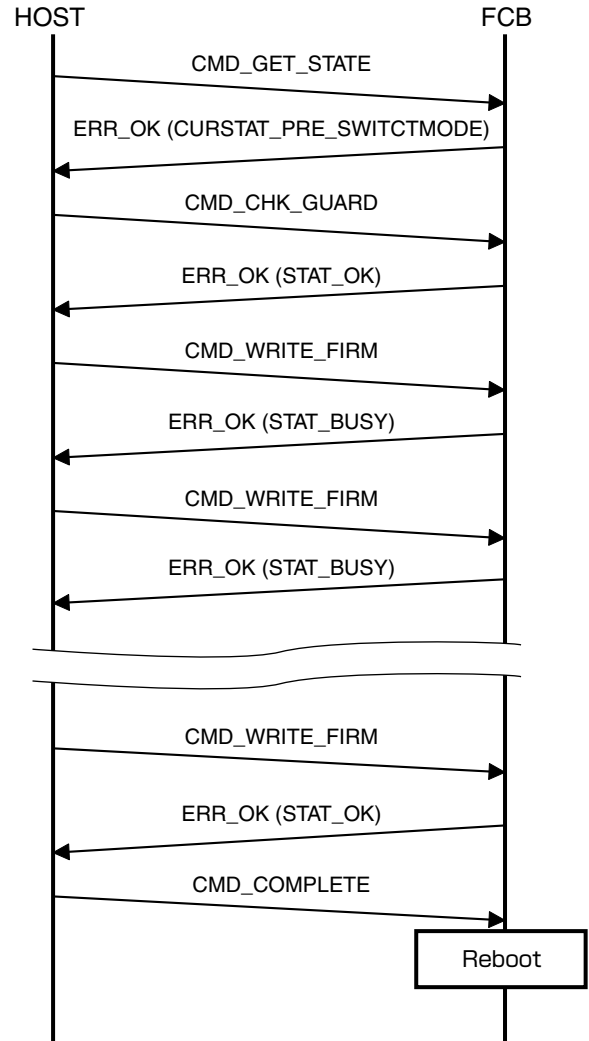 HOST FCB
CMD_GET_STATE
ERR_OK (CURSTAT_PRE_SWITCTMODE)
CMD_CHK_GUARD
ERR_OK (STAT_OK)
CMD_WRITE_FIRM
ERR_OK (STAT_BUSY)
CMD_WRITE_FIRM
ERR_OK (STAT_BUSY)
CMD_WRITE_FIRM
ERR_OK (STAT_OK)
CMD_COMPLETE
Reboot